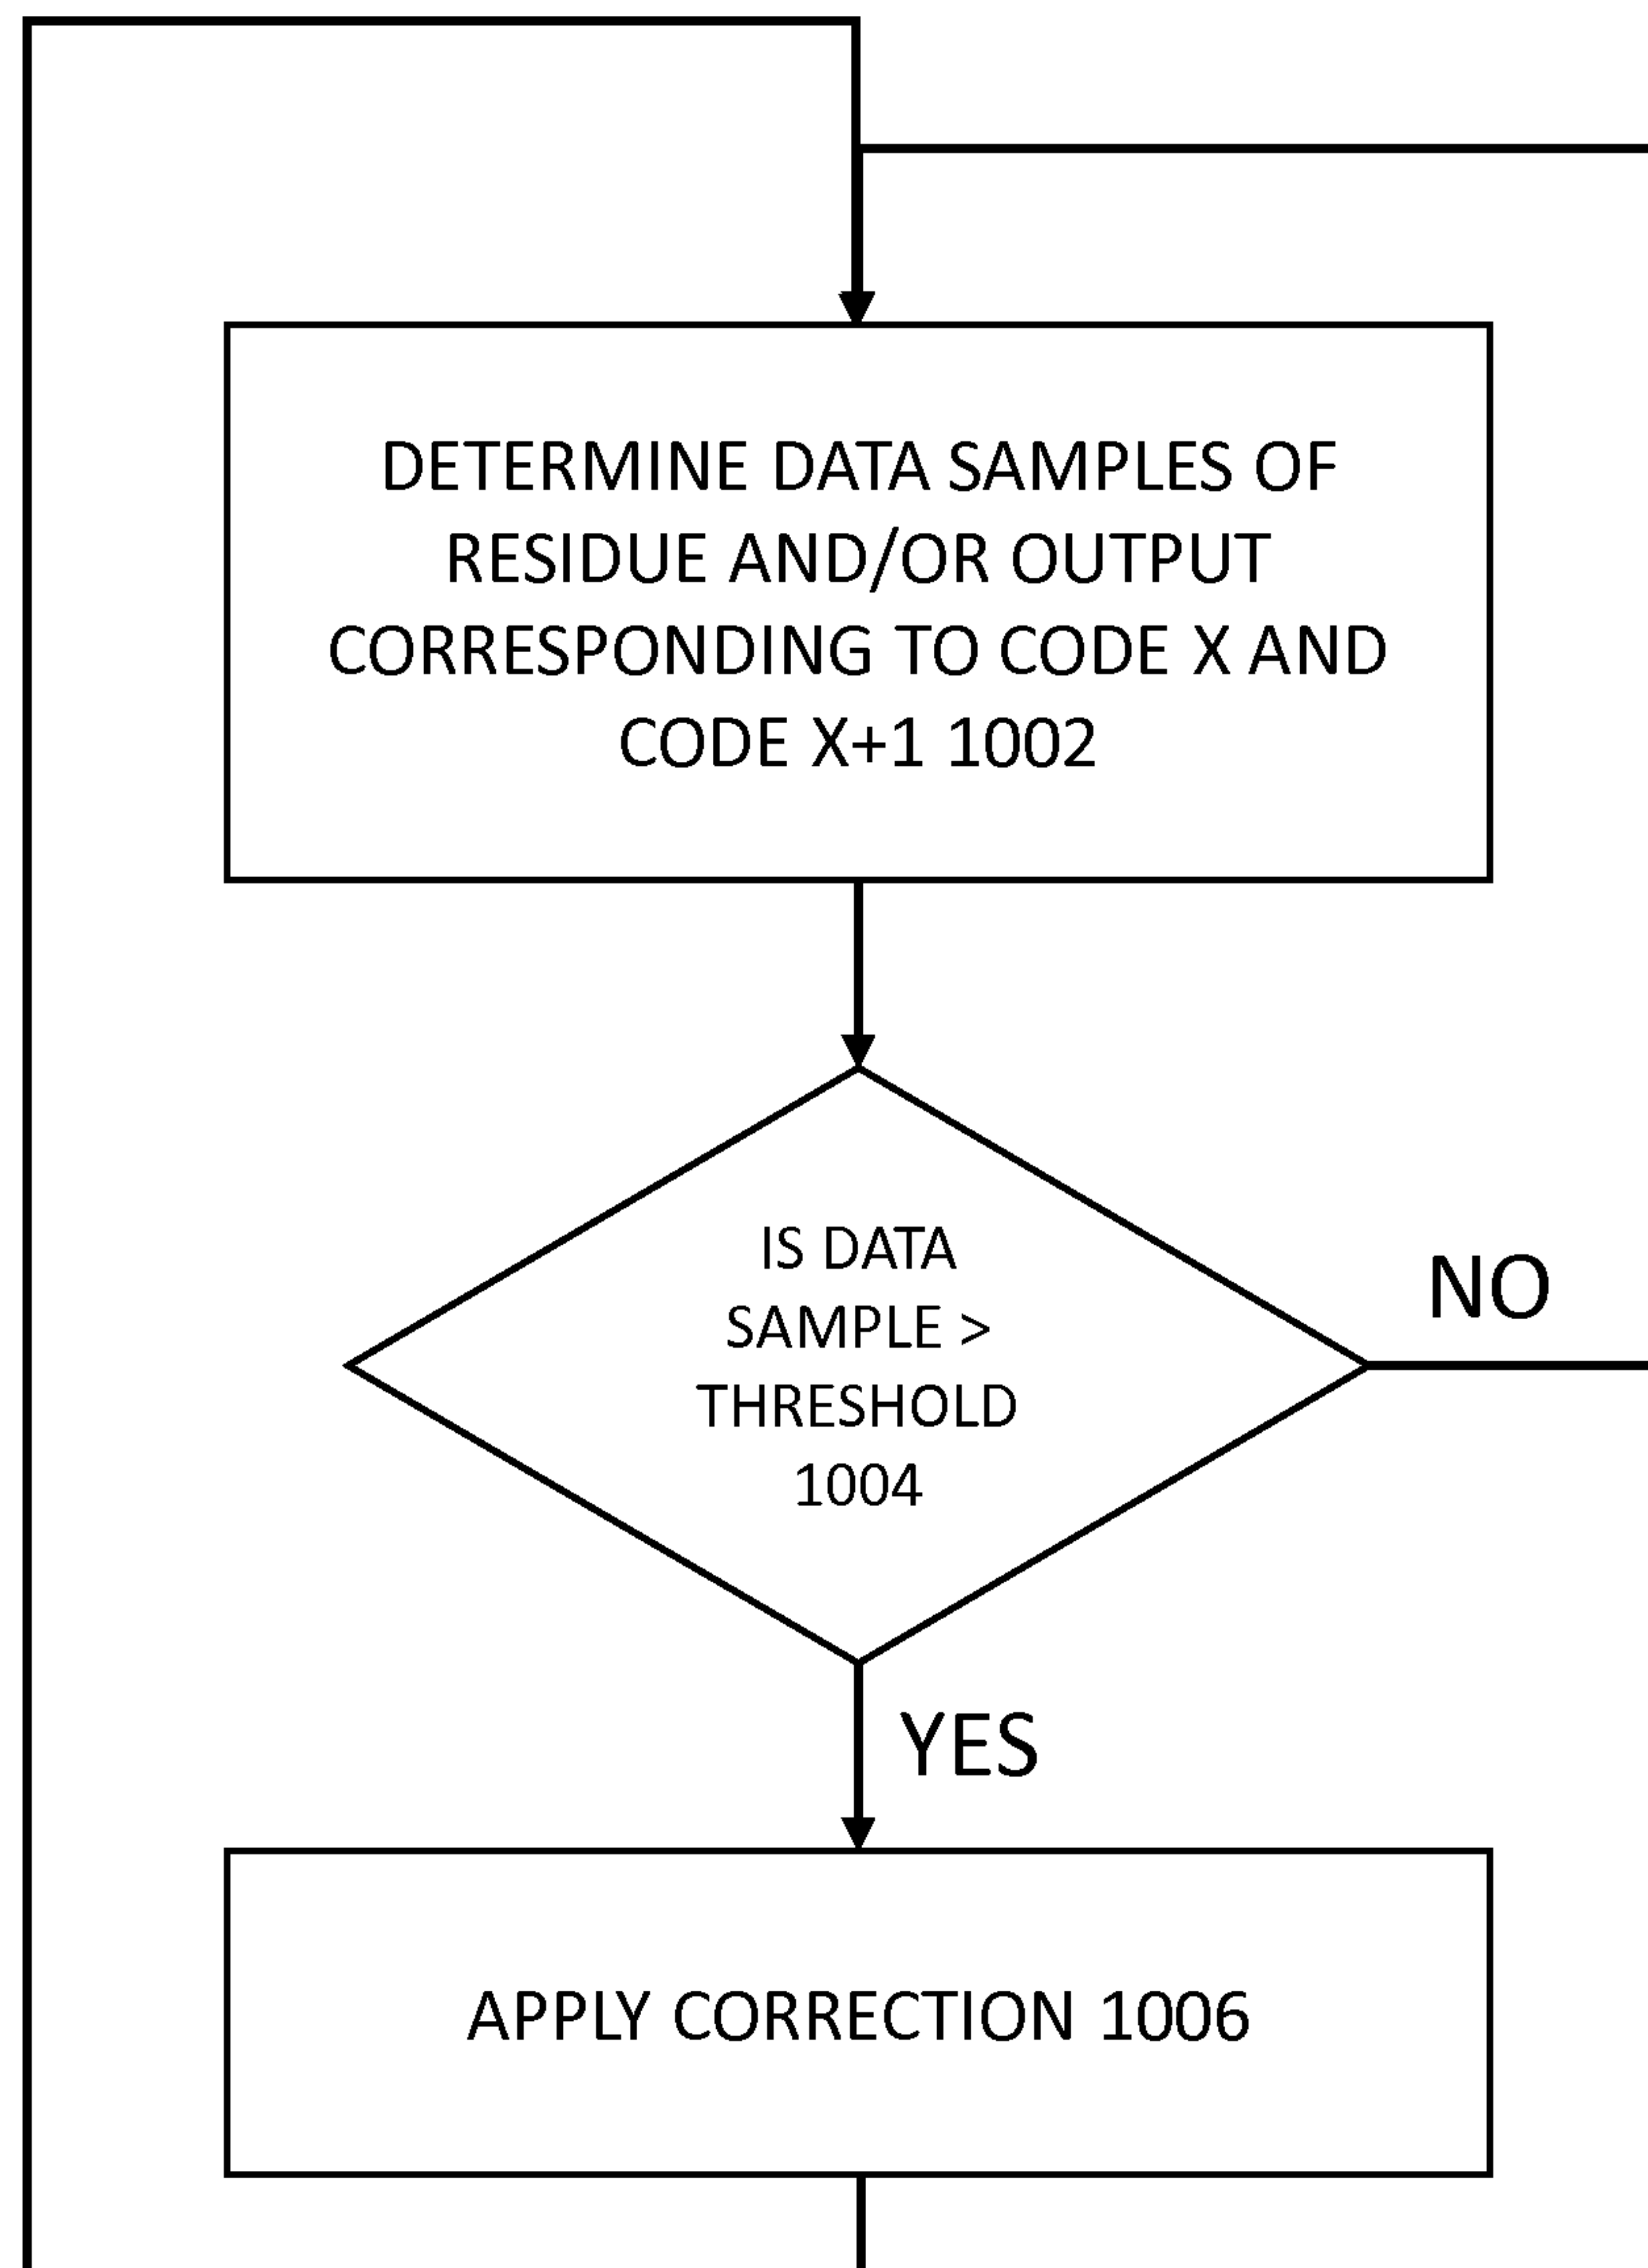 DETERMINE DATA SAMPLES OF
RESIDUE AND/OR OUTPUT
CORRESPONDING TO CODE X AND
CODE X+1 1002
IS DATA
SAMPLE >
THRESHOLD
1004
NO
YES
APPLY CORRECTION 1006